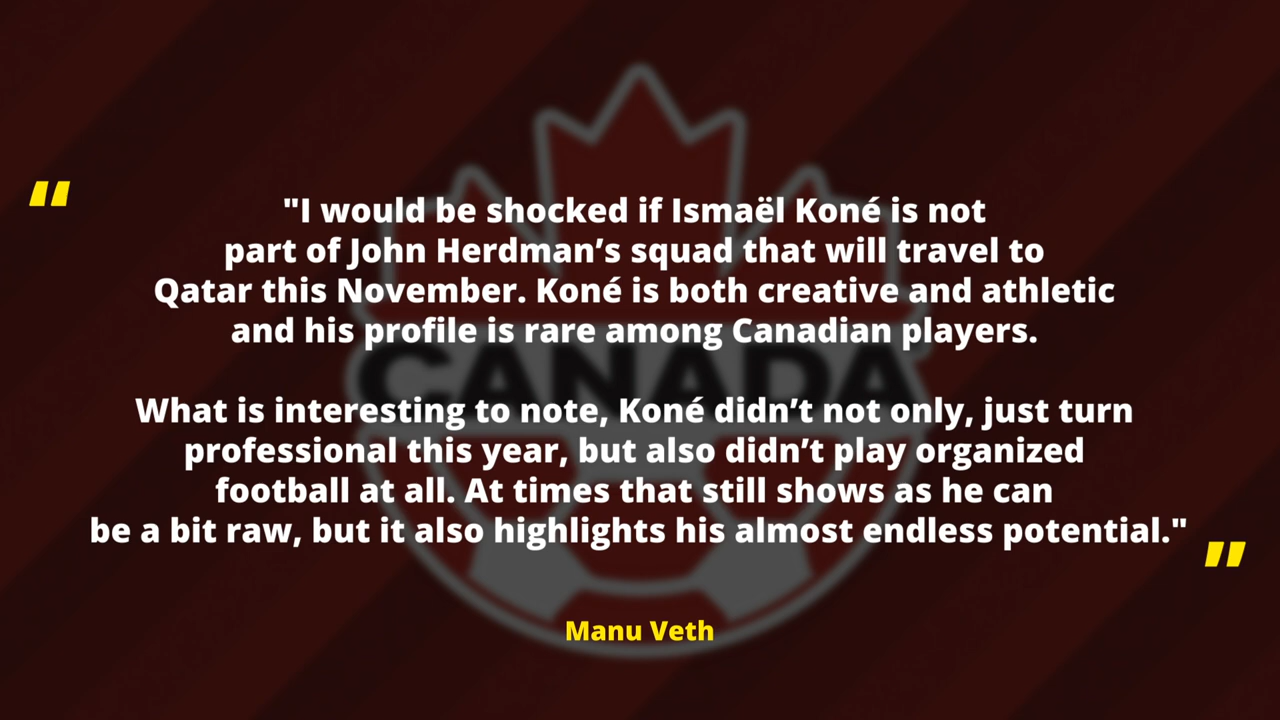 "
"I would be shocked if Ismaël Koné is not
part of John Herdman’s squad that will travel to
Qatar this November. Koné is both creative and athletic
and his profile is rare among Canadian players.
CANADA
What is interesting to note, Koné didn’t not only, just turn
professional this year, but also didn’t play organized
football at all. At times that still shows as he can
be a bit raw, but it also highlights his almost endless potential."
"
Manu Veth